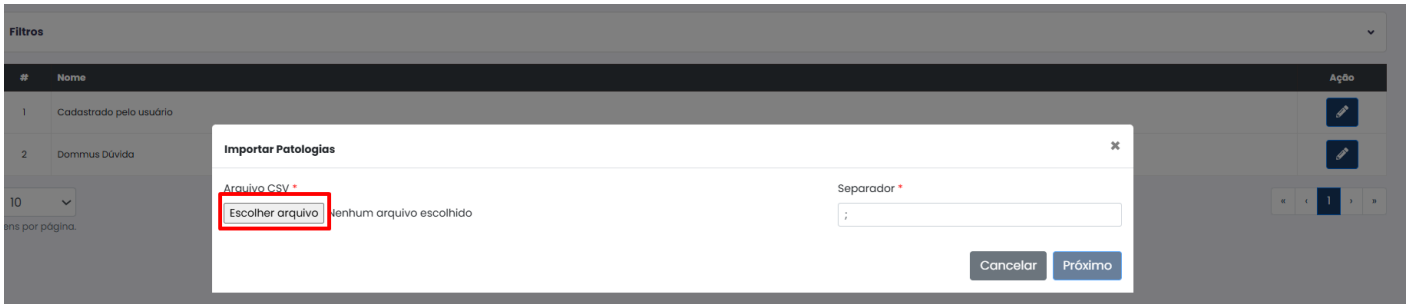 Filtros
# Nome Ação
1 Cadastrado pelo usuário
2 Dommus Dúvida
Importar Patologias
Arquivo CSV * Separador *
Escolher arquivo Nenhum arquivo escolhido ;
Cancelar Próximo
10 « ‹ 1 › »
ens por página.